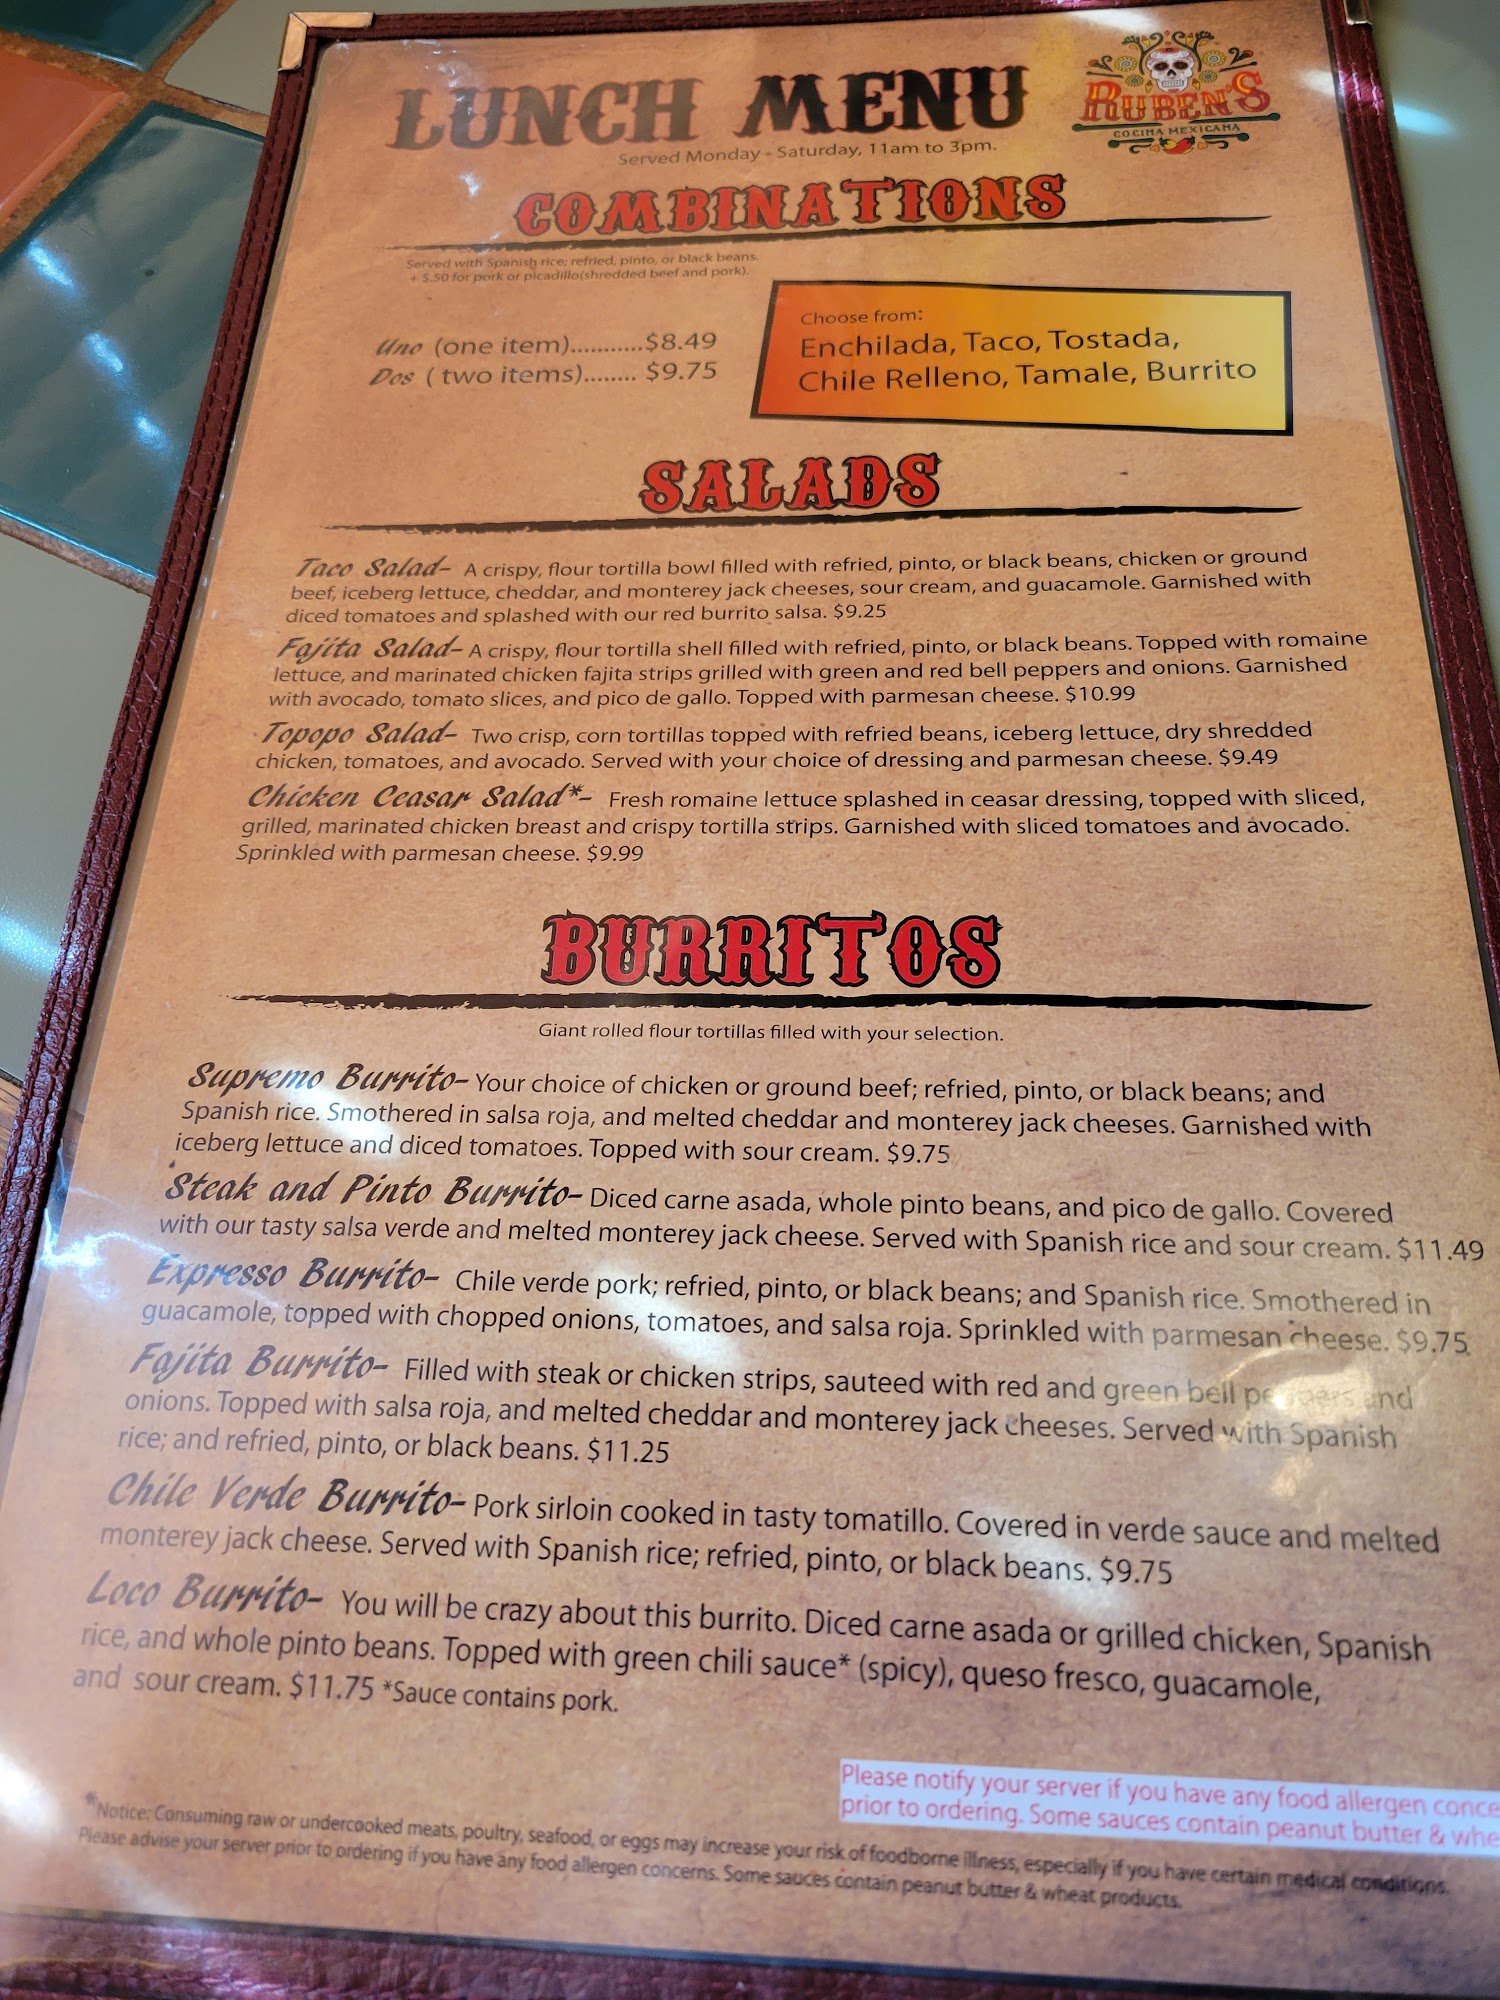 LUNCH MENU
RUBEN'S
COCINA MEXICANA
Served Monday - Saturday, 11am to 3pm.
COMBINATIONS
Served with Spanish rice; refried, pinto, or black beans.
+ $.50 for pork or picadillo(shredded beef and pork).
Uno (one item)...........$8.49
Dos ( two items)........ $9.75
Choose from:
Enchilada, Taco, Tostada,
Chile Relleno, Tamale, Burrito
SALADS
Taco Salad- A crispy, flour tortilla bowl filled with refried, pinto, or black beans, chicken or ground
beef, iceberg lettuce, cheddar, and monterey jack cheeses, sour cream, and guacamole. Garnished with
diced tomatoes and splashed with our red burrito salsa. $9.25
Fajita Salad- A crispy, flour tortilla shell filled with refried, pinto, or black beans. Topped with romaine
lettuce, and marinated chicken fajita strips grilled with green and red bell peppers and onions. Garnished
with avocado, tomato slices, and pico de gallo. Topped with parmesan cheese. $10.99
Topopo Salad- Two crisp, corn tortillas topped with refried beans, iceberg lettuce, dry shredded
chicken, tomatoes, and avocado. Served with your choice of dressing and parmesan cheese. $9.49
Chicken Ceasar Salad*- Fresh romaine lettuce splashed in ceasar dressing, topped with sliced,
grilled, marinated chicken breast and crispy tortilla strips. Garnished with sliced tomatoes and avocado.
Sprinkled with parmesan cheese. $9.99
BURRITOS
Giant rolled flour tortillas filled with your selection.
Supremo Burrito- Your choice of chicken or ground beef; refried, pinto, or black beans; and
Spanish rice. Smothered in salsa roja, and melted cheddar and monterey jack cheeses. Garnished with
iceberg lettuce and diced tomatoes. Topped with sour cream. $9.75
Steak and Pinto Burrito- Diced carne asada, whole pinto beans, and pico de gallo. Covered
with our tasty salsa verde and melted monterey jack cheese. Served with Spanish rice and sour cream. $11.49
Expresso Burrito- Chile verde pork; refried, pinto, or black beans; and Spanish rice. Smothered in
guacamole, topped with chopped onions, tomatoes, and salsa roja. Sprinkled with parmesan cheese. $9.75
Fajita Burrito- Filled with steak or chicken strips, sauteed with red and green bell peppers and
onions. Topped with salsa roja, and melted cheddar and monterey jack cheeses. Served with Spanish
rice; and refried, pinto, or black beans. $11.25
Chile Verde Burrito- Pork sirloin cooked in tasty tomatillo. Covered in verde sauce and melted
monterey jack cheese. Served with Spanish rice; refried, pinto, or black beans. $9.75
Loco Burrito- You will be crazy about this burrito. Diced carne asada or grilled chicken, Spanish
rice, and whole pinto beans. Topped with green chili sauce* (spicy), queso fresco, guacamole,
and sour cream. $11.75 *Sauce contains pork.
Please notify your server if you have any food allergen conce
prior to ordering. Some sauces contain peanut butter & whe
*Notice: Consuming raw or undercooked meats, poultry, seafood, or eggs may increase your risk of foodborne illness, especially if you have certain medical conditions.
Please advise your server prior to ordering if you have any food allergen concerns. Some sauces contain peanut butter & wheat products.